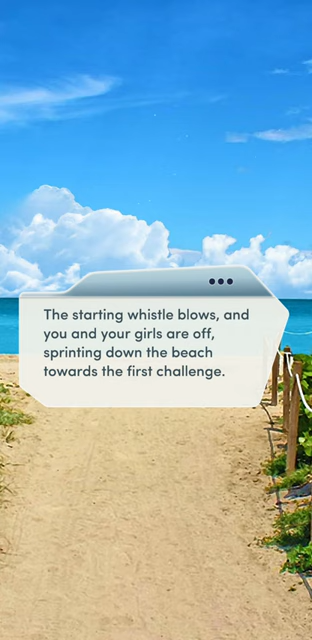 The starting whistle blows, and
you and your girls are off,
sprinting down the beach
towards the first challenge.